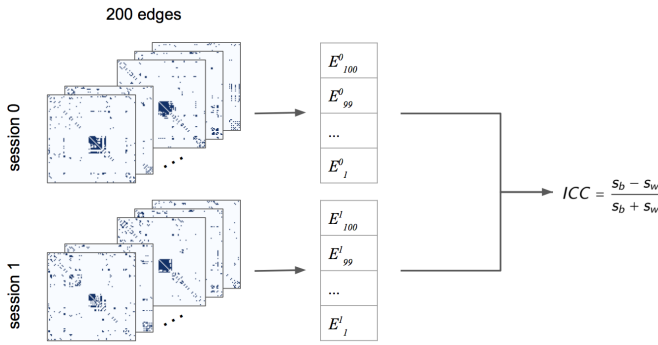 200 edges
session 0
E⁰₁₀₀
E⁰₉₉
...
E⁰₁
ICC = (s_b − s_w) / (s_b + s_w)
session 1
E¹₁₀₀
E¹₉₉
...
E¹₁